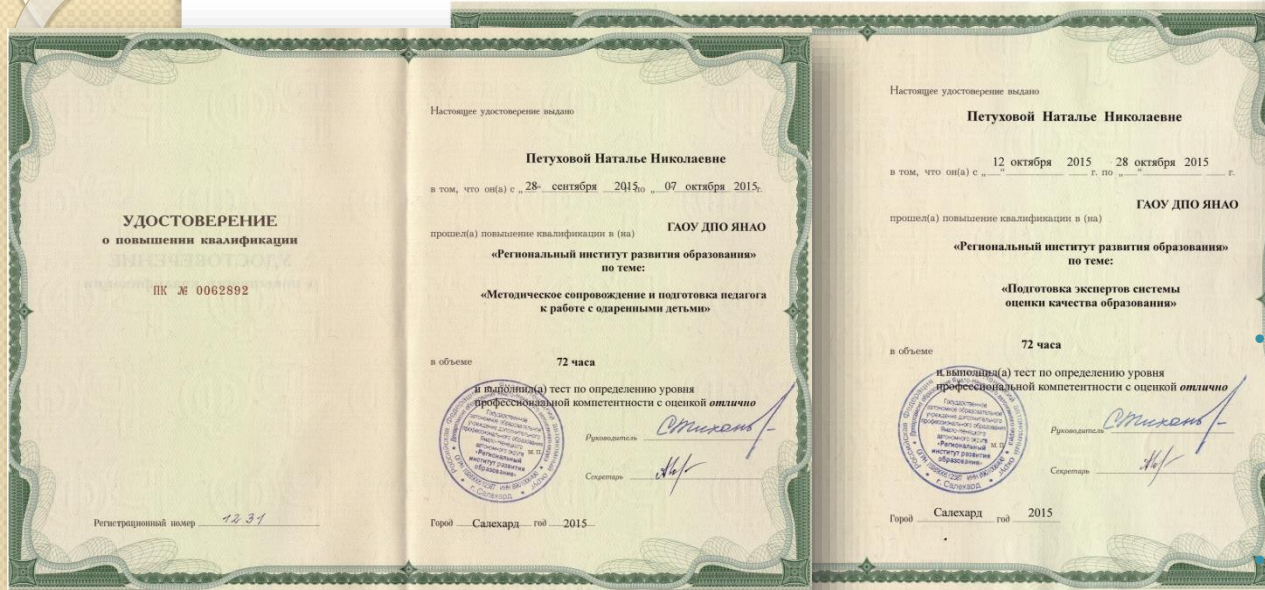 УДОСТОВЕРЕНИЕ
о повышении квалификации
ПК № 0062892
Регистрационный номер 1231
Настоящее удостоверение выдано
Петуховой Наталье Николаевне
в том, что он(а) с „ 28 “ сентября 2015 по „ 07 октября 2015г.
прошел(а) повышение квалификации в (на) ГАОУ ДПО ЯНАО
«Региональный институт развития образования»
по теме:
«Методическое сопровождение и подготовка педагога
к работе с одаренными детьми»
в объеме 72 часа
и выполнил(а) тест по определению уровня
профессиональной компетентности с оценкой отлично
М. П.
Руководитель
Секретарь
Город Салехард год 2015
Настоящее удостоверение выдано
Петуховой Наталье Николаевне
в том, что он(а) с „ 12 “ октября 2015 г. по „ 28 “ октября 2015 г.
прошел(а) повышение квалификации в (на) ГАОУ ДПО ЯНАО
«Региональный институт развития образования»
по теме:
«Подготовка экспертов системы
оценки качества образования»
в объеме 72 часа
и выполнил(а) тест по определению уровня
профессиональной компетентности с оценкой отлично
М. П.
Руководитель
Секретарь
Город Салехард год 2015